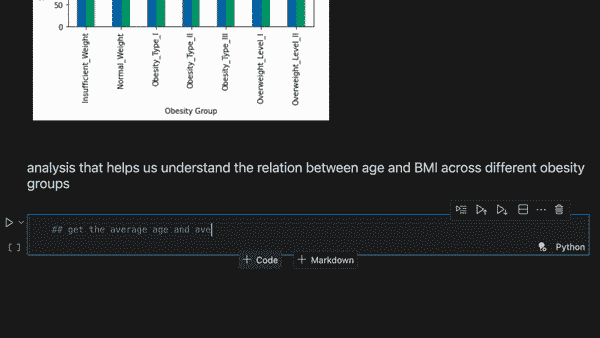 50
0
Insufficient_Weight
Normal_Weight
Obesity_Type_I
Obesity_Type_II
Obesity_Type_III
Overweight_Level_I
Overweight_Level_II
Obesity Group
analysis that helps us understand the relation between age and BMI across different obesity
groups
## get the average age and ave
[ ]
Python
+ Code
+ Markdown